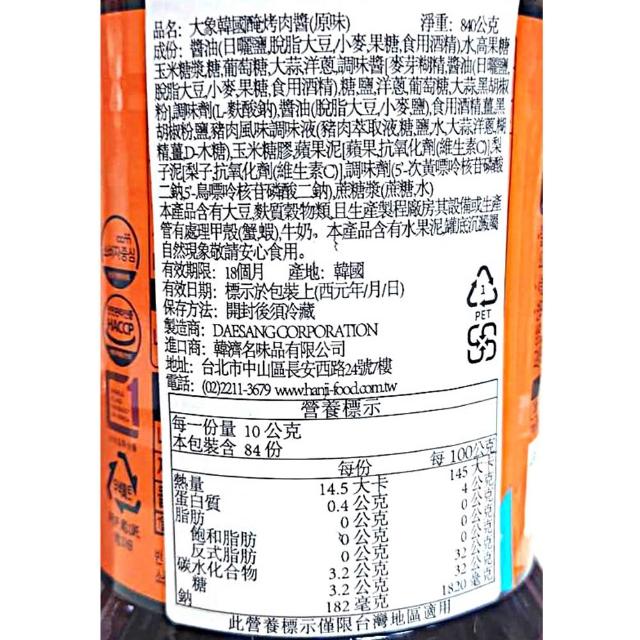 品名: 大象韓國醃烤肉醬(原味) 淨重: 840公克
成份: 醬油(日曬鹽,脫脂大豆,小麥,果糖,食用酒精),水,高果糖
玉米糖漿,糖,葡萄糖,大蒜,洋蔥,調味醬[麥芽糊精,醬油(日曬鹽,
脫脂大豆,小麥,果糖,食用酒精),糖,鹽,洋蔥,葡萄糖,大蒜,黑胡椒
粉],調味劑(L-麩酸鈉),醬油(脫脂大豆,小麥,鹽),食用酒精,薑,黑
胡椒粉,鹽,豬肉風味調味液(豬肉萃取液,糖,鹽,水,大蒜,洋蔥,糊
精,薑,D-木糖),玉米糖膠,蘋果泥[蘋果,抗氧化劑(維生素C)],梨
子泥[梨子,抗氧化劑(維生素C)],調味劑(5'-次黃嘌呤核苷磷酸
二鈉,5'-鳥嘌呤核苷磷酸二鈉),蔗糖漿(蔗糖,水)
本產品含有大豆,麩質穀物類,且生產製程廠房其設備或生產
管有處理甲殼(蟹,蝦),牛奶。本產品含有水果泥,罐底沉澱屬
自然現象敬請安心食用。
有效期限: 18個月 產地: 韓國
有效日期: 標示於包裝上(西元年/月/日)
保存方法: 開封後須冷藏
製造商: DAESANG CORPORATION
進口商: 韓濟名味品有限公司
地址: 台北市中山區長安西路24號7樓
電話: (02)2211-3679 www.hanji-food.com.tw
1
PET
HACCP
營養標示
每一份量 10 公克
本包裝含 84 份
每份 每 100 公克
熱量 14.5 大卡 145 大卡
蛋白質 0.4 公克 4 公克
脂肪 0 公克 0 公克
飽和脂肪 0 公克 0 公克
反式脂肪 0 公克 0 公克
碳水化合物 3.2 公克 32 公克
糖 3.2 公克 32 公克
鈉 182 毫克 1820 毫克
此營養標示僅限台灣地區適用